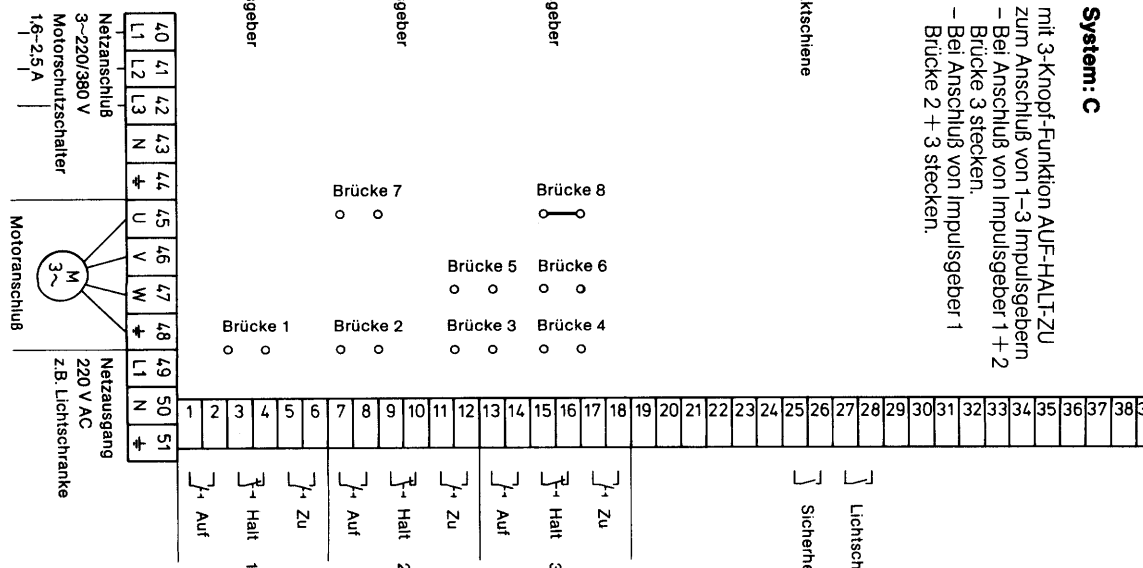 System: C
mit 3-Knopf-Funktion AUF-HALT-ZU
zum Anschluß von 1–3 Impulsgebern
– Bei Anschluß von Impulsgeber 1 + 2
Brücke 3 stecken.
– Bei Anschluß von Impulsgeber 1
Brücke 2 + 3 stecken.
ktschiene
geber
geber
geber
Brücke 7
Brücke 8
Brücke 5
Brücke 6
Brücke 1
Brücke 2
Brücke 3
Brücke 4
40 41 42 43 44 45 46 47 48 49 50 51
L1 L2 L3 N ⏚ U V W ⏚ L1 N ⏚
Netzanschluß
3~220/380 V
Motorschutzschalter
1,6–2,5 A
M
3~
Motoranschluß
Netzausgang
220 V AC
z.B. Lichtschranke
1 2 3 4 5 6 7 8 9 10 11 12 13 14 15 16 17 18 19 20 21 22 23 24 25 26 27 28 29 30 31 32 33 34 35 36 37 38
Auf Halt Zu Auf Halt Zu Auf Halt Zu
1 2 3
Sicherhe
Lichtsch